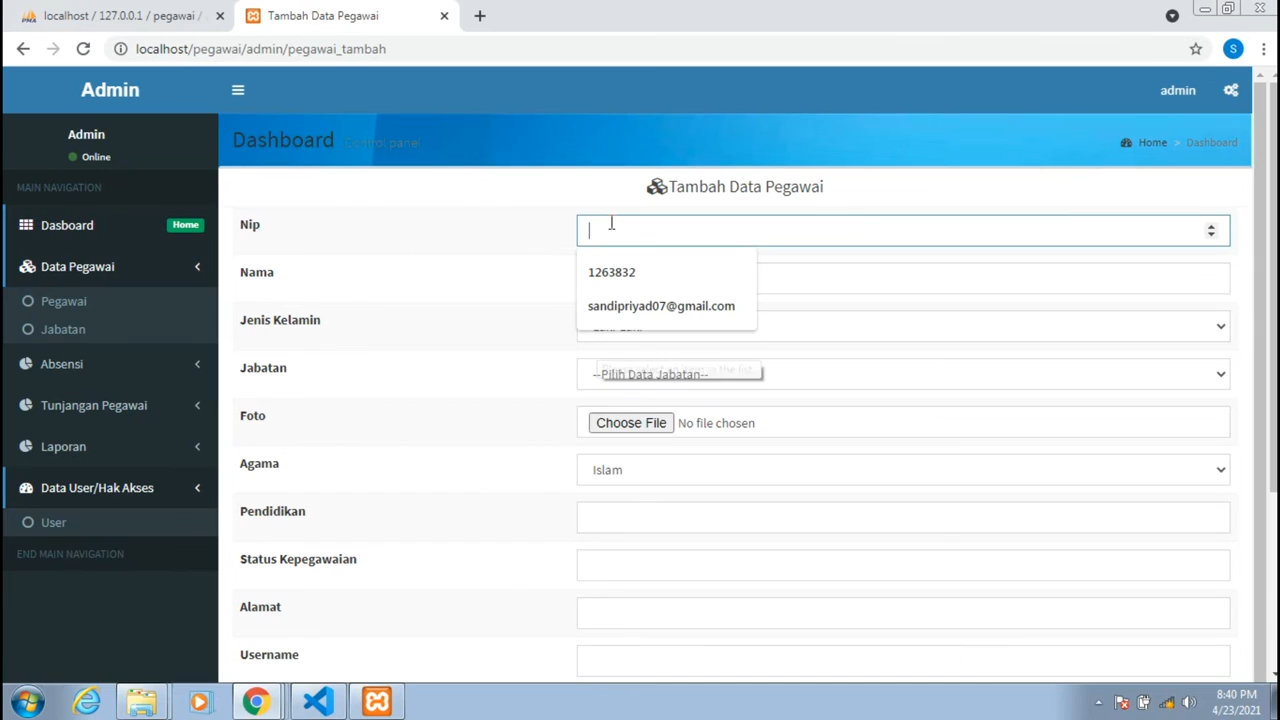 localhost / 127.0.0.1 / pegawai /
Tambah Data Pegawai
localhost/pegawai/admin/pegawai_tambah
S
Admin
admin
Admin
Online
Dashboard Control panel
Home > Dashboard
MAIN NAVIGATION
Tambah Data Pegawai
Dasboard Home
Nip
Data Pegawai
1263832
Nama
Pegawai
sandipriyad07@gmail.com
Jenis Kelamin
Jabatan
Absensi
Jabatan
--Pilih Data Jabatan--
Tunjangan Pegawai
Foto
Choose File No file chosen
Laporan
Agama
Islam
Data User/Hak Akses
Pendidikan
User
END MAIN NAVIGATION
Status Kepegawaian
Alamat
Username
8:40 PM
4/23/2021